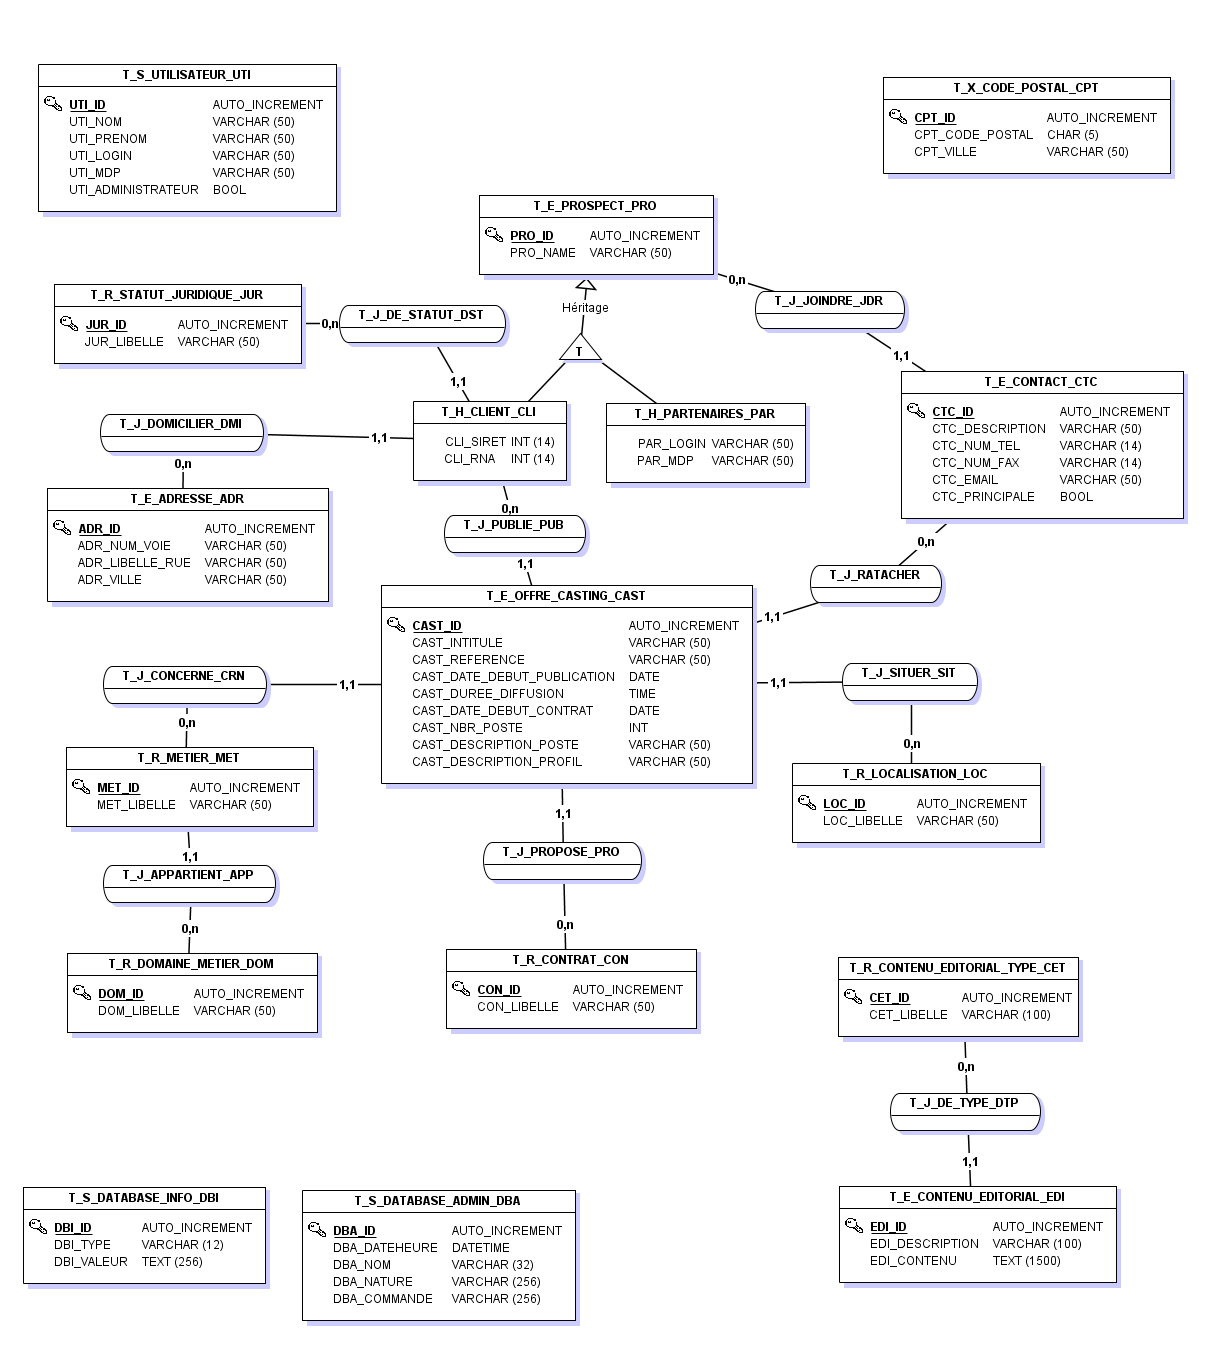 T_S_UTILISATEUR_UTI
UTI_ID AUTO_INCREMENT
UTI_NOM VARCHAR (50)
UTI_PRENOM VARCHAR (50)
UTI_LOGIN VARCHAR (50)
UTI_MDP VARCHAR (50)
UTI_ADMINISTRATEUR BOOL
T_X_CODE_POSTAL_CPT
CPT_ID AUTO_INCREMENT
CPT_CODE_POSTAL CHAR (5)
CPT_VILLE VARCHAR (50)
T_E_PROSPECT_PRO
PRO_ID AUTO_INCREMENT
PRO_NAME VARCHAR (50)
0,n
T_J_JOINDRE_JDR
1,1
Héritage
T
T_R_STATUT_JURIDIQUE_JUR
JUR_ID AUTO_INCREMENT
JUR_LIBELLE VARCHAR (50)
0,n
T_J_DE_STATUT_DST
1,1
T_H_CLIENT_CLI
CLI_SIRET INT (14)
CLI_RNA INT (14)
T_H_PARTENAIRES_PAR
PAR_LOGIN VARCHAR (50)
PAR_MDP VARCHAR (50)
T_E_CONTACT_CTC
CTC_ID AUTO_INCREMENT
CTC_DESCRIPTION VARCHAR (50)
CTC_NUM_TEL VARCHAR (14)
CTC_NUM_FAX VARCHAR (14)
CTC_EMAIL VARCHAR (50)
CTC_PRINCIPALE BOOL
T_J_DOMICILIER_DMI
1,1
0,n
T_E_ADRESSE_ADR
ADR_ID AUTO_INCREMENT
ADR_NUM_VOIE VARCHAR (50)
ADR_LIBELLE_RUE VARCHAR (50)
ADR_VILLE VARCHAR (50)
0,n
T_J_PUBLIE_PUB
1,1
0,n
T_J_RATACHER
1,1
T_E_OFFRE_CASTING_CAST
CAST_ID AUTO_INCREMENT
CAST_INTITULE VARCHAR (50)
CAST_REFERENCE VARCHAR (50)
CAST_DATE_DEBUT_PUBLICATION DATE
CAST_DUREE_DIFFUSION TIME
CAST_DATE_DEBUT_CONTRAT DATE
CAST_NBR_POSTE INT
CAST_DESCRIPTION_POSTE VARCHAR (50)
CAST_DESCRIPTION_PROFIL VARCHAR (50)
T_J_CONCERNE_CRN
1,1
0,n
T_R_METIER_MET
MET_ID AUTO_INCREMENT
MET_LIBELLE VARCHAR (50)
1,1
T_J_APPARTIENT_APP
0,n
T_R_DOMAINE_METIER_DOM
DOM_ID AUTO_INCREMENT
DOM_LIBELLE VARCHAR (50)
1,1
T_J_SITUER_SIT
0,n
T_R_LOCALISATION_LOC
LOC_ID AUTO_INCREMENT
LOC_LIBELLE VARCHAR (50)
1,1
T_J_PROPOSE_PRO
0,n
T_R_CONTRAT_CON
CON_ID AUTO_INCREMENT
CON_LIBELLE VARCHAR (50)
T_R_CONTENU_EDITORIAL_TYPE_CET
CET_ID AUTO_INCREMENT
CET_LIBELLE VARCHAR (100)
0,n
T_J_DE_TYPE_DTP
1,1
T_E_CONTENU_EDITORIAL_EDI
EDI_ID AUTO_INCREMENT
EDI_DESCRIPTION VARCHAR (100)
EDI_CONTENU TEXT (1500)
T_S_DATABASE_INFO_DBI
DBI_ID AUTO_INCREMENT
DBI_TYPE VARCHAR (12)
DBI_VALEUR TEXT (256)
T_S_DATABASE_ADMIN_DBA
DBA_ID AUTO_INCREMENT
DBA_DATEHEURE DATETIME
DBA_NOM VARCHAR (32)
DBA_NATURE VARCHAR (256)
DBA_COMMANDE VARCHAR (256)